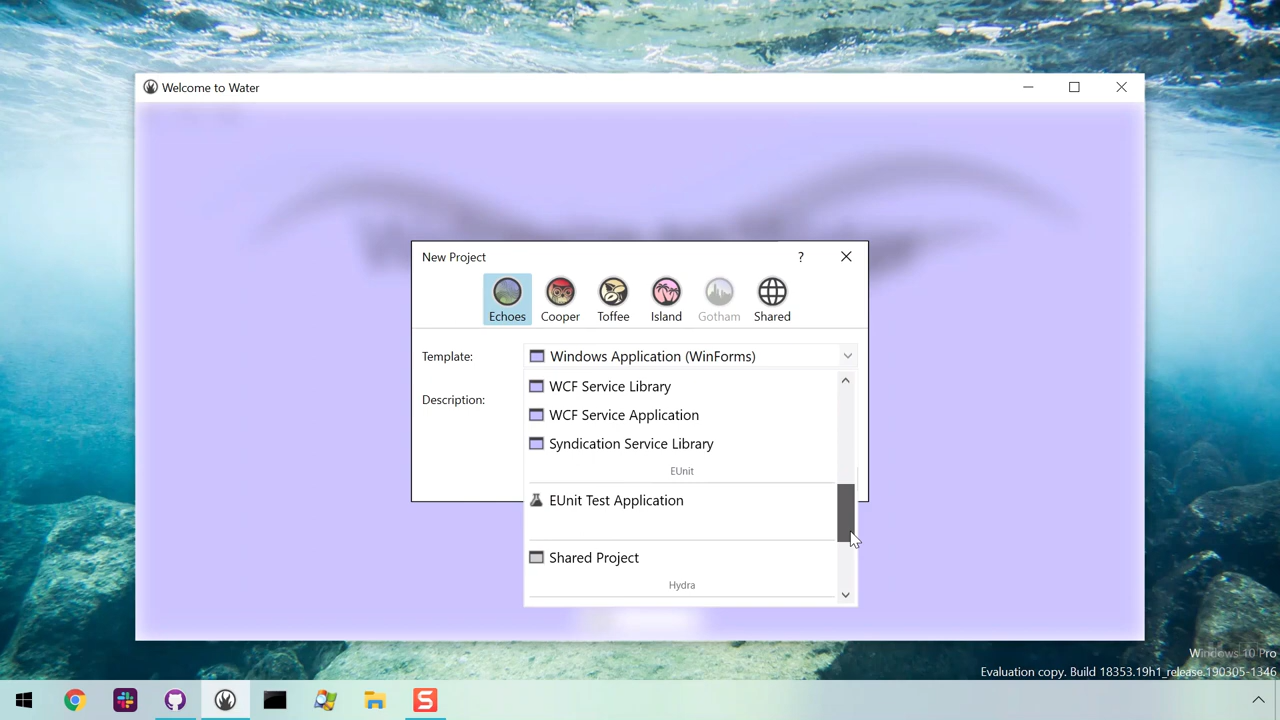 Welcome to Water
New Project
?
Echoes
Cooper
Toffee
Island
Gotham
Shared
Template:
Windows Application (WinForms)
Description:
WCF Service Library
WCF Service Application
Syndication Service Library
EUnit
EUnit Test Application
Shared Project
Hydra
Windows 10 Pro
Evaluation copy. Build 18353.19h1_release.190305-1346
S